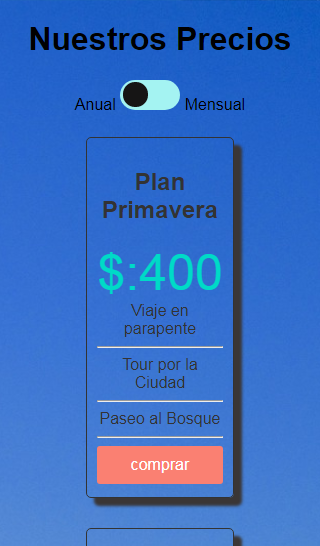 Nuestros Precios
Anual Mensual
Plan
Primavera
$:400
Viaje en
parapente
Tour por la
Ciudad
Paseo al Bosque
comprar